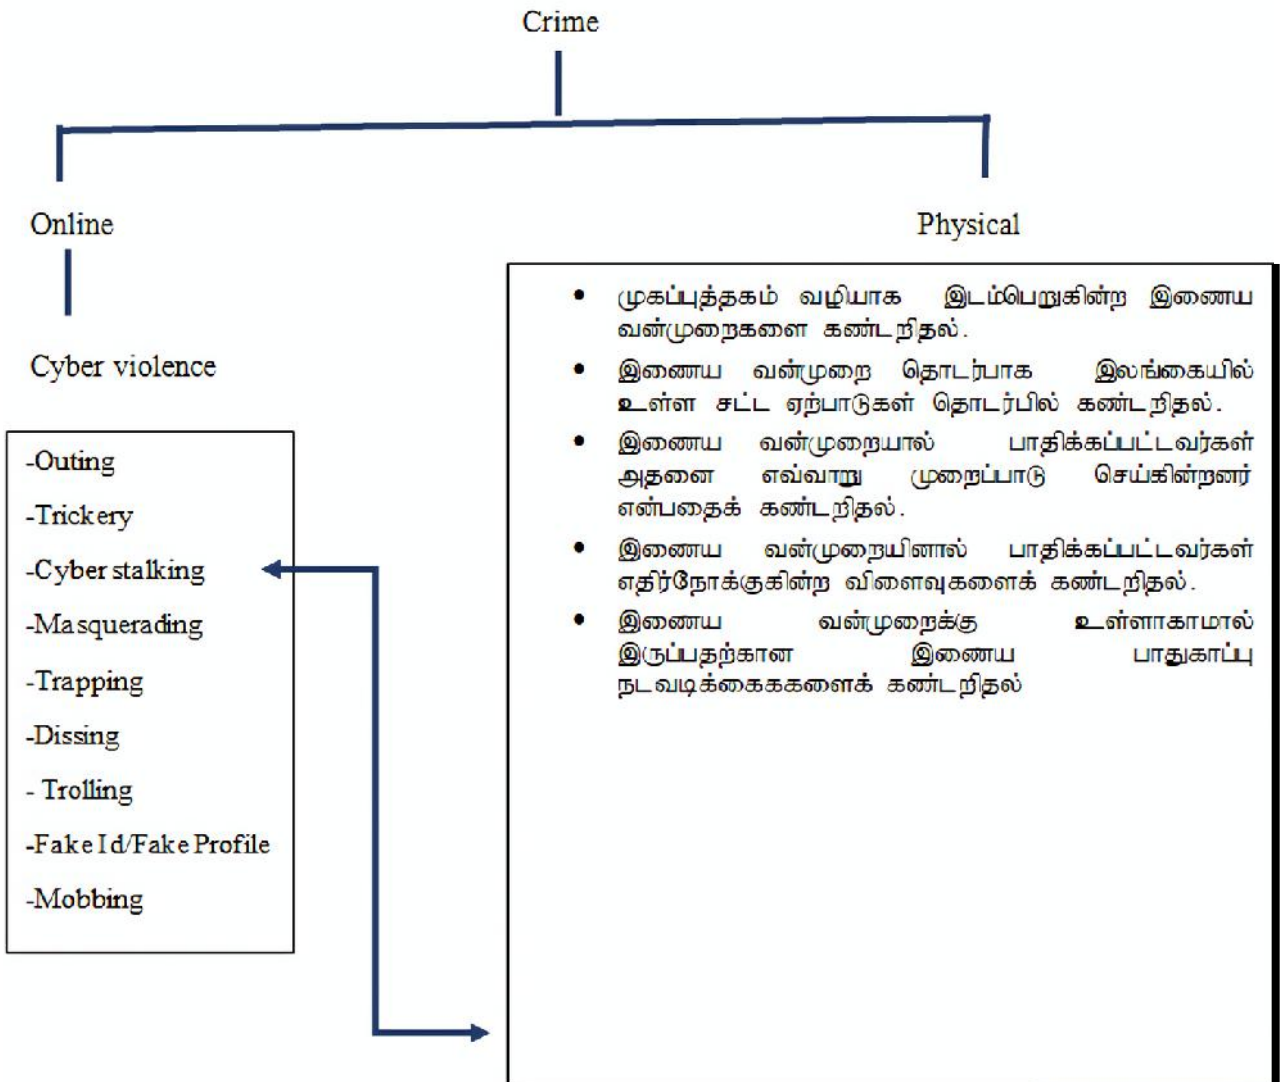 Crime
Online
Physical
Cyber violence
-Outing
-Trickery
-Cyber stalking
-Masquerading
-Trapping
-Dissing
- Trolling
-Fake Id/Fake Profile
-Mobbing
• முகப்புத்தகம் வழியாக இடம்பெறுகின்ற இணைய
வன்முறைகளை கண்டறிதல்.
• இணைய வன்முறை தொடர்பாக இலங்கையில்
உள்ள சட்ட ஏற்பாடுகள் தொடர்பில் கண்டறிதல்.
• இணைய வன்முறையால் பாதிக்கப்பட்டவர்கள்
அதனை எவ்வாறு முறைப்பாடு செய்கின்றனர்
என்பதைக் கண்டறிதல்.
• இணைய வன்முறையினால் பாதிக்கப்பட்டவர்கள்
எதிர்நோக்குகின்ற விளைவுகளைக் கண்டறிதல்.
• இணைய வன்முறைக்கு உள்ளாகாமால்
இருப்பதற்கான இணைய பாதுகாப்பு
நடவடிக்கைககளைக் கண்டறிதல்